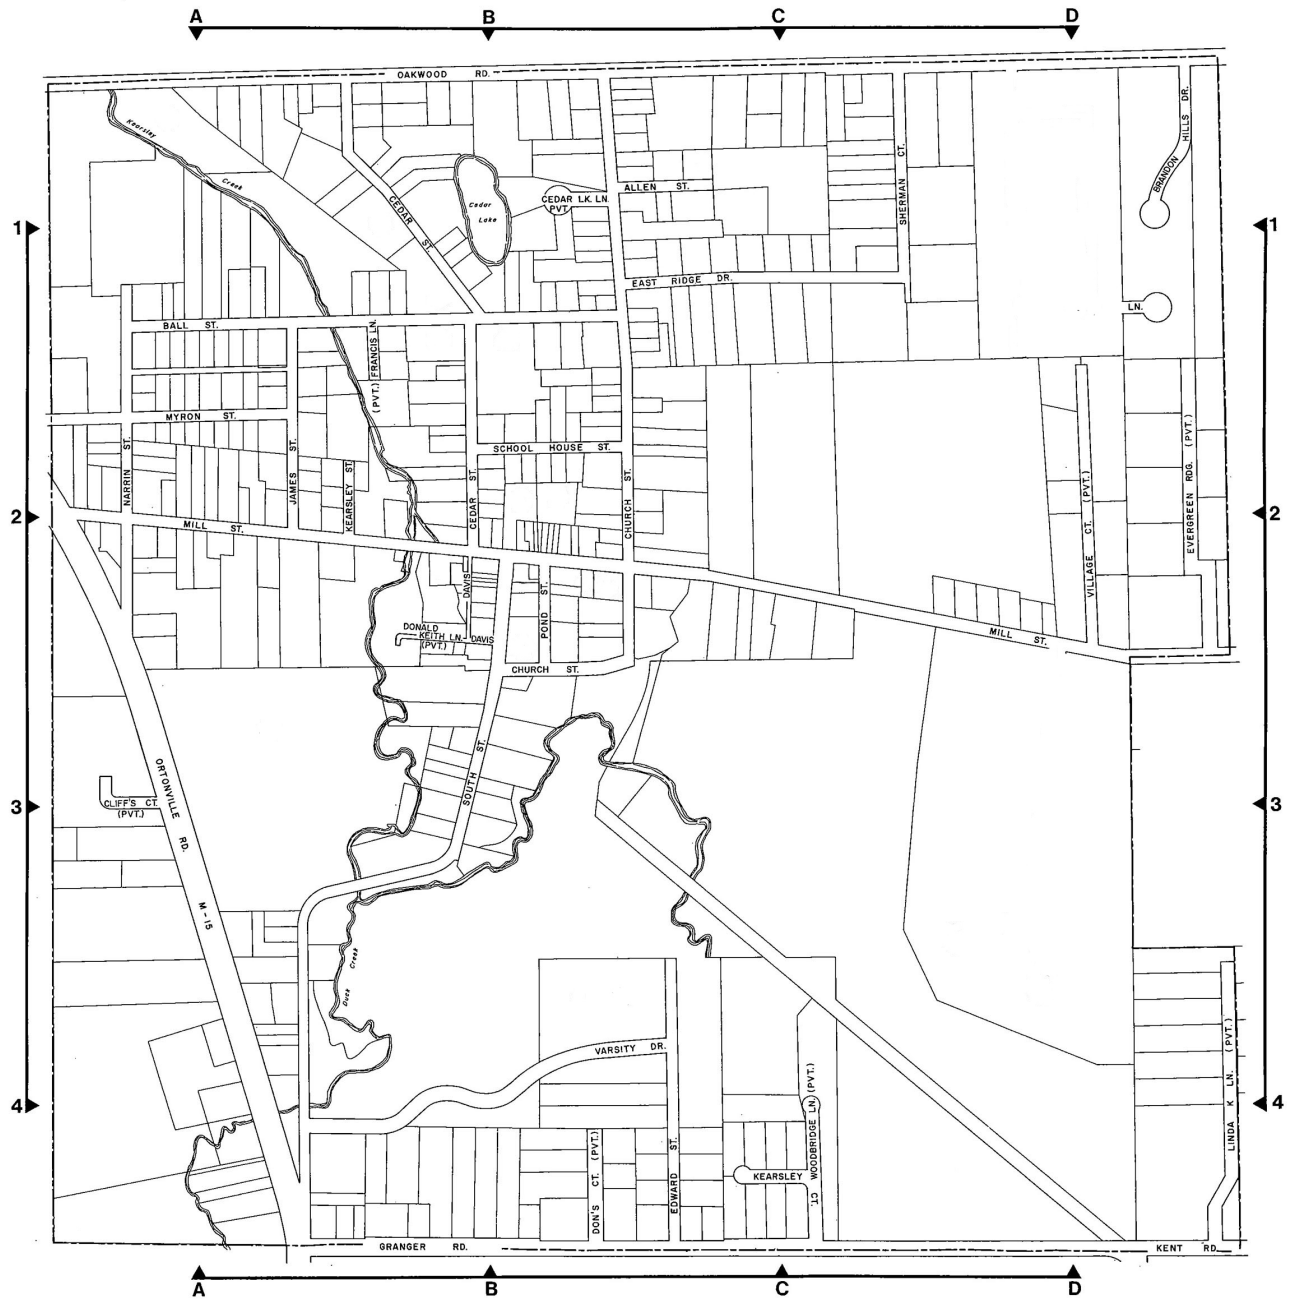 A B C D
OAKWOOD RD.
Kearsley
Creek
HILLS DR.
BRANDON
SHERMAN CT.
ALLEN ST.
CEDAR LK. LN.
PVT.
Cedar
Lake
CEDAR ST.
1
1
EAST RIDGE DR.
LN.
BALL ST.
(PVT.) FRANCIS LN.
MYRON ST.
SCHOOL HOUSE ST.
NARRIN ST.
JAMES ST.
KEARSLEY ST.
CEDAR ST.
CHURCH ST.
VILLAGE CT. (PVT.)
EVERGREEN RDG. (PVT.)
2
2
MILL ST.
DAVIS
POND ST.
DONALD
KEITH LN.
(PVT.)
DAVIS
MILL ST.
CHURCH ST.
SOUTH ST.
ORTONVILLE RD.
CLIFF'S CT.
(PVT.)
3
3
M-15
Duck Creek
VARSITY DR.
WOODBRIDGE LN. (PVT.)
LINDA K LN. (PVT.)
4
4
DON'S CT. (PVT.)
EDWARD ST.
KEARSLEY
CT.
GRANGER RD.
KENT RD.
A B C D